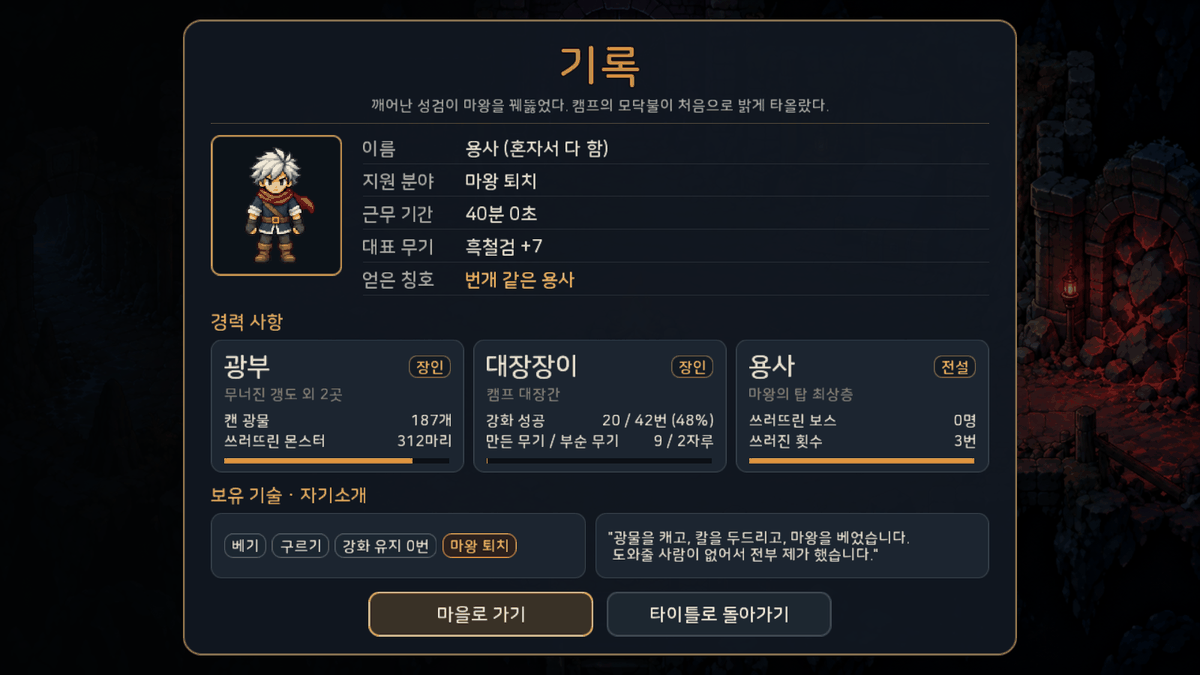 기록
깨어난 성검이 마왕을 꿰뚫었다. 캠프의 모닥불이 처음으로 밝게 타올랐다.
이름 용사 (혼자서 다 함)
지원 분야 마왕 퇴치
근무 기간 40분 0초
대표 무기 흑철검 +7
얻은 칭호 번개 같은 용사
경력 사항
광부 장인
무너진 갱도 외 2곳
캔 광물 187개
쓰러뜨린 몬스터 312마리
대장장이 장인
캠프 대장간
강화 성공 20 / 42번 (48%)
만든 무기 / 부순 무기 9 / 2자루
용사 전설
마왕의 탑 최상층
쓰러뜨린 보스 0명
쓰러진 횟수 3번
보유 기술 · 자기소개
베기 구르기 강화 유지 0번 마왕 퇴치
"광물을 캐고, 칼을 두드리고, 마왕을 베었습니다.
도와줄 사람이 없어서 전부 제가 했습니다."
마을로 가기 타이틀로 돌아가기